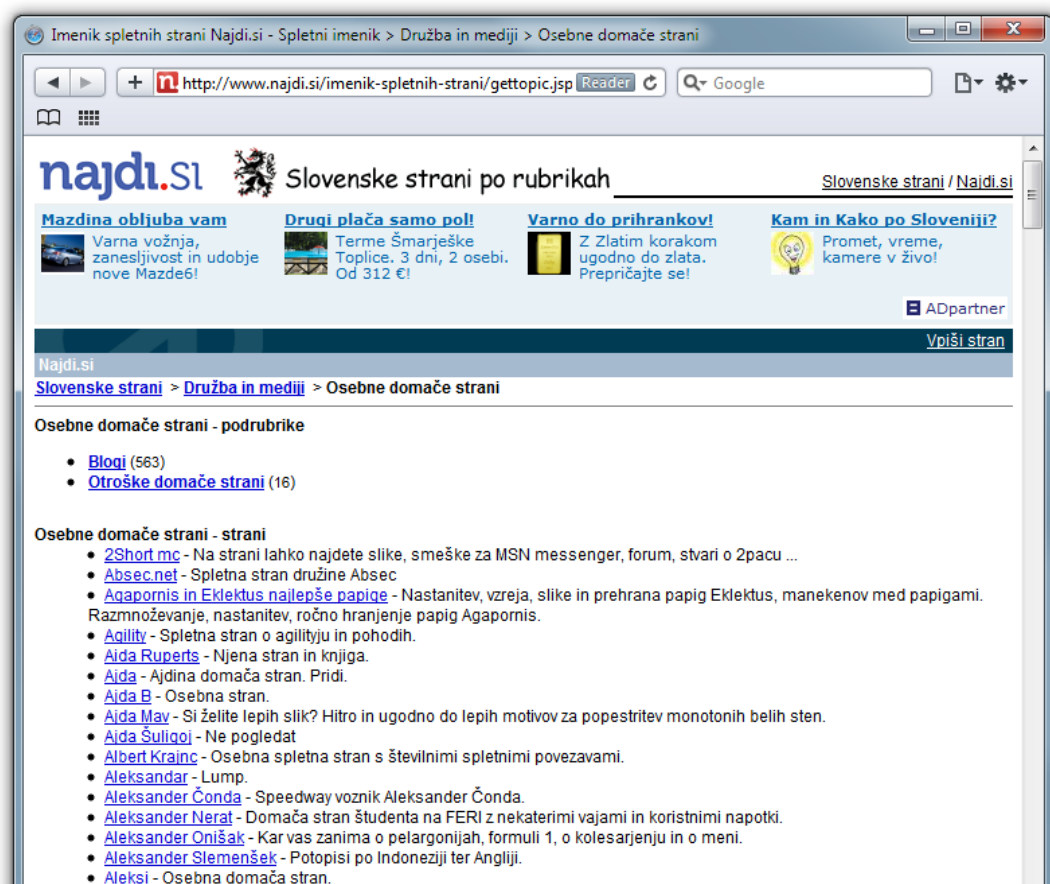 Imenik spletnih strani Najdi.si - Spletni imenik > Družba in mediji > Osebne domače strani
http://www.najdi.si/imenik-spletnih-strani/gettopic.jsp Reader Google
najdi.si Slovenske strani po rubrikah Slovenske strani / Najdi.si
Mazdina obljuba vam
Varna vožnja,
zanesljivost in udobje
nove Mazde6!
Drugi plača samo pol!
Terme Šmarješke
Toplice. 3 dni, 2 osebi.
Od 312 €!
Varno do prihrankov!
Z Zlatim korakom
ugodno do zlata.
Prepričajte se!
Kam in Kako po Sloveniji?
Promet, vreme,
kamere v živo!
ADpartner
Vpiši stran
Najdi.si
Slovenske strani > Družba in mediji > Osebne domače strani
Osebne domače strani - podrubrike
• Blogi (563)
• Otroške domače strani (16)
Osebne domače strani - strani
• 2Short mc - Na strani lahko najdete slike, smeške za MSN messenger, forum, stvari o 2pacu ...
• Absec.net - Spletna stran družine Absec
• Agapornis in Eklektus najlepše papige - Nastanitev, vzreja, slike in prehrana papig Eklektus, manekenov med papigami.
Razmnoževanje, nastanitev, ročno hranjenje papig Agapornis.
• Agility - Spletna stran o agilityju in pohodih.
• Ajda Ruperts - Njena stran in knjiga.
• Ajda - Ajdina domača stran. Pridi.
• Ajda B - Osebna stran.
• Ajda Mav - Si želite lepih slik? Hitro in ugodno do lepih motivov za popestritev monotonih belih sten.
• Ajda Šuligoj - Ne pogledat
• Albert Krajnc - Osebna spletna stran s številnimi spletnimi povezavami.
• Aleksandar - Lump.
• Aleksander Čonda - Speedway voznik Aleksander Čonda.
• Aleksander Nerat - Domača stran študenta na FERI z nekaterimi vajami in koristnimi napotki.
• Aleksander Onišak - Kar vas zanima o pelargonijah, formuli 1, o kolesarjenju in o meni.
• Aleksander Slemenšek - Potopisi po Indoneziji ter Angliji.
• Aleksi - Osebna domača stran.